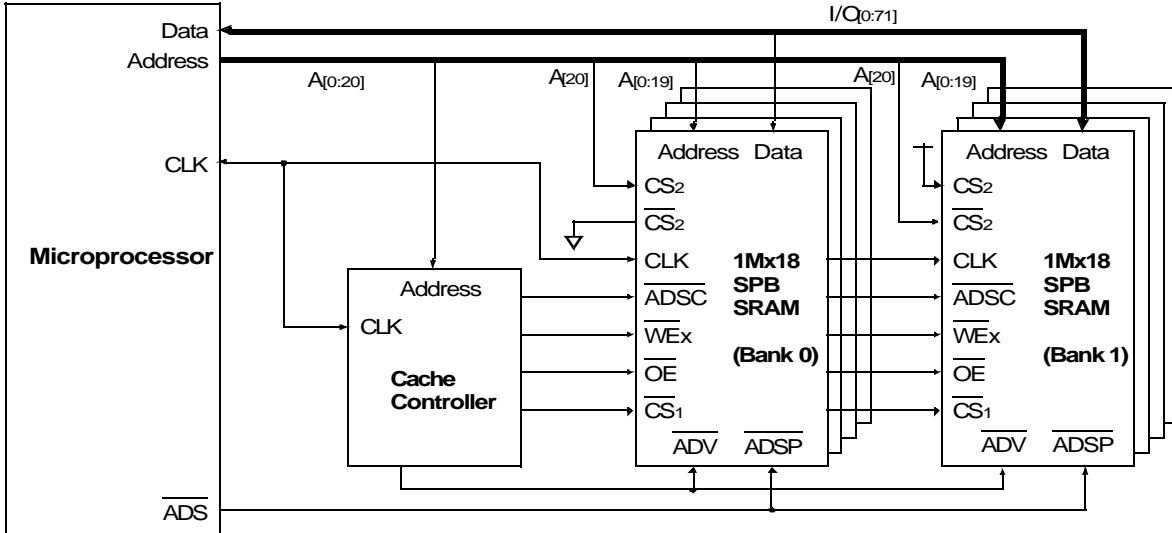 I/O[0:71]
Data
Address
A[0:20]
A[20]
A[0:19]
A[20]
A[0:19]
CLK
Microprocessor
ADS
Address
CLK
Cache
Controller
Address Data
CS2
CS2
CLK
ADSC
WEx
OE
CS1
ADV ADSP
1Mx18
SPB
SRAM
(Bank 0)
Address Data
CS2
CS2
CLK
ADSC
WEx
OE
CS1
ADV ADSP
1Mx18
SPB
SRAM
(Bank 1)